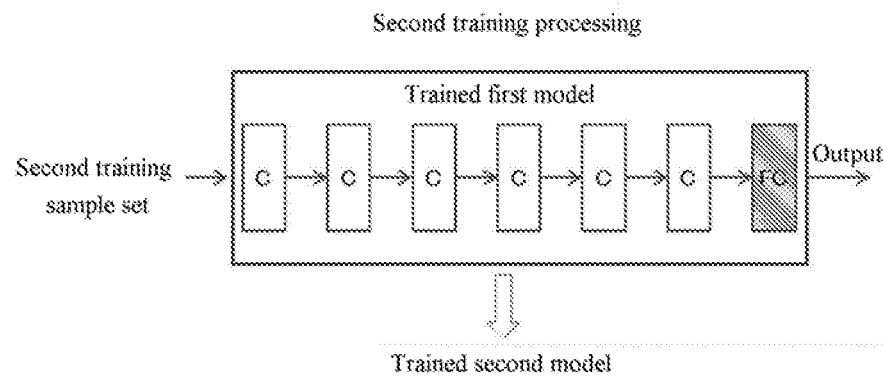 Second training processing
Trained first model
Second training
sample set
C C C C C C FC
Output
Trained second model